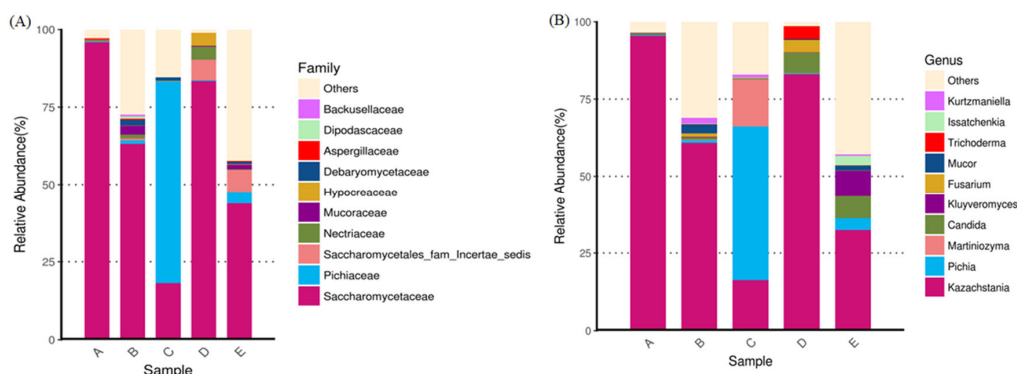 (A)
Relative Abundance(%)
100
75
50
25
0
A
B
C
D
E
Sample
Family
Others
Backusellaceae
Dipodascaceae
Aspergillaceae
Debaryomycetaceae
Hypocreaceae
Mucoraceae
Nectriaceae
Saccharomycetales_fam_Incertae_sedis
Pichiaceae
Saccharomycetaceae
(B)
Relative Abundance(%)
100
75
50
25
0
A
B
C
D
E
Sample
Genus
Others
Kurtzmaniella
Issatchenkia
Trichoderma
Mucor
Fusarium
Kluyveromyces
Candida
Martiniozyma
Pichia
Kazachstania